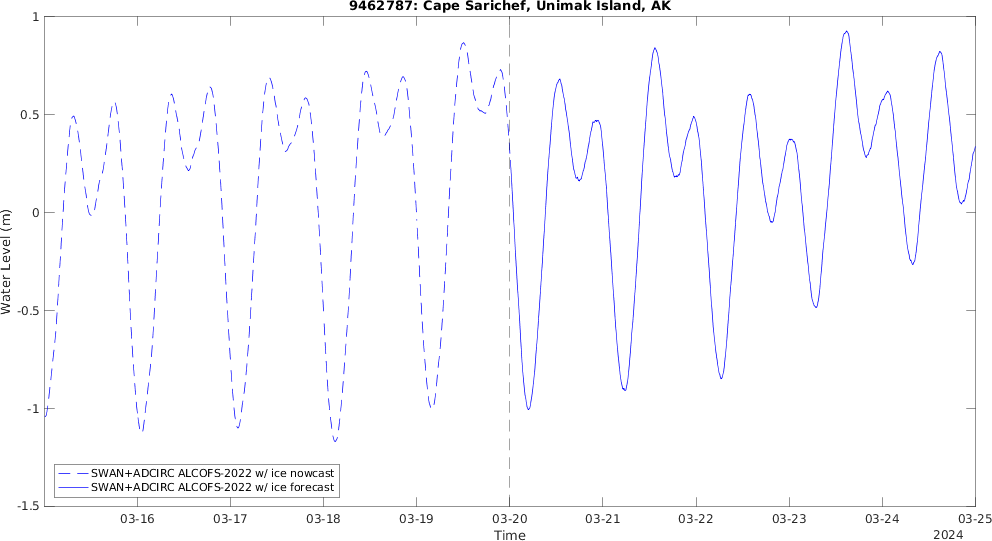 9462787: Cape Sarichef, Unimak Island, AK
1
0.5
0
-0.5
-1
-1.5
Water Level (m)
SWAN+ADCIRC ALCOFS-2022 w/ ice nowcast
SWAN+ADCIRC ALCOFS-2022 w/ ice forecast
03-16 03-17 03-18 03-19 03-20 03-21 03-22 03-23 03-24 03-25
Time
2024